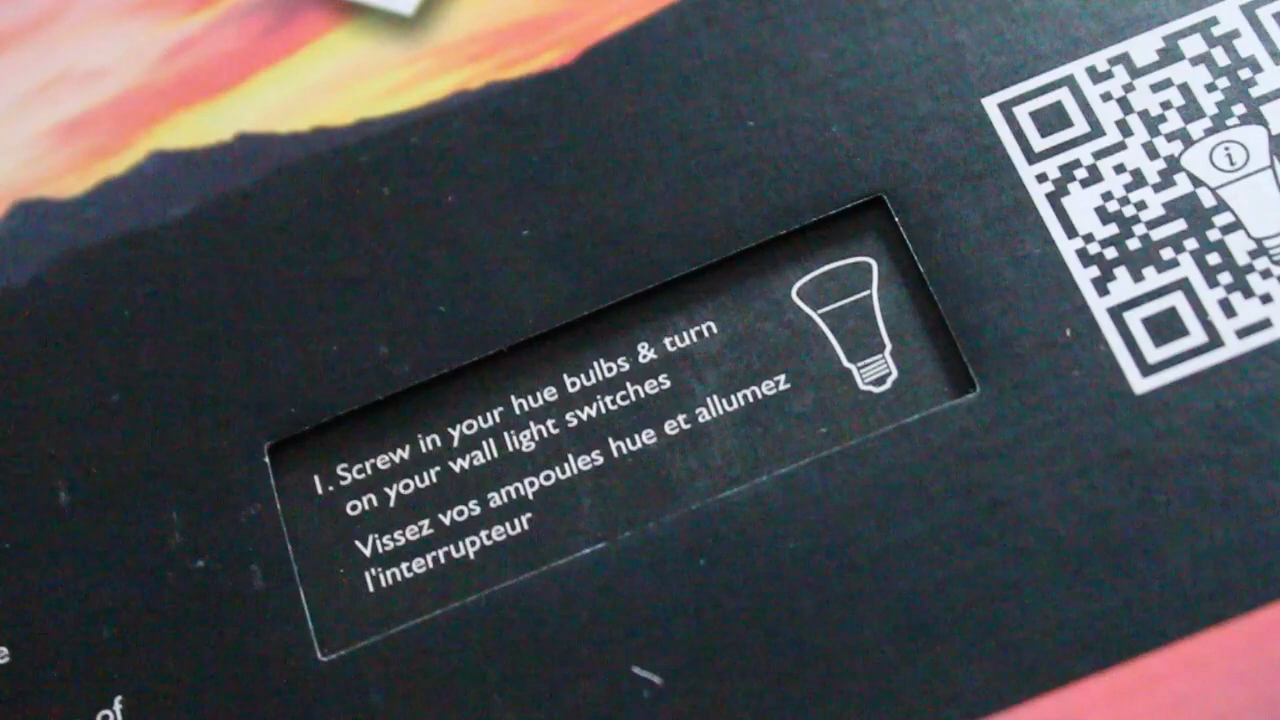 1. Screw in your hue bulbs & turn
on your wall light switches
Vissez vos ampoules hue et allumez
l'interrupteur
i
of